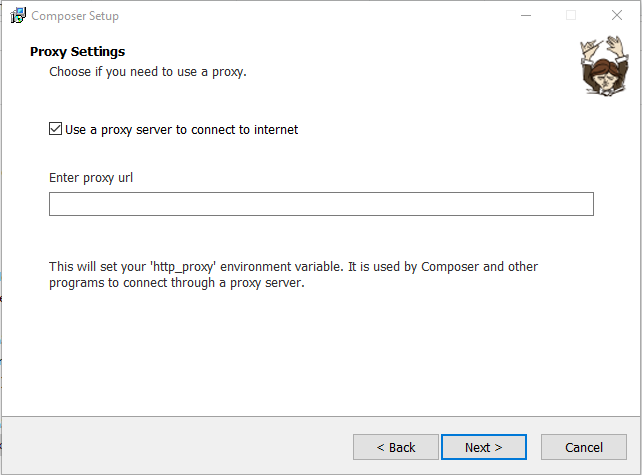 Composer Setup
Proxy Settings
Choose if you need to use a proxy.
Use a proxy server to connect to internet
Enter proxy url
This will set your 'http_proxy' environment variable. It is used by Composer and other
programs to connect through a proxy server.
< Back
Next >
Cancel